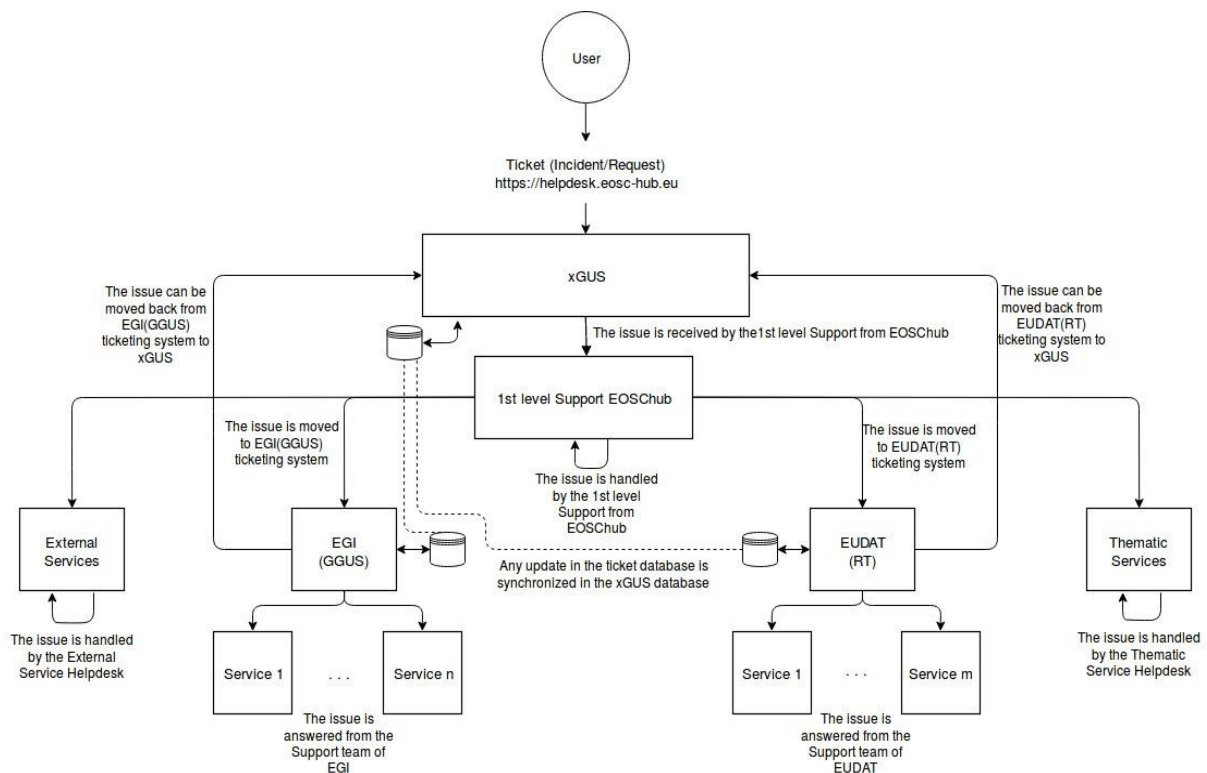 User
Ticket (Incident/Request)
https://helpdesk.eosc-hub.eu
xGUS
The issue can be
moved back from
EGI(GGUS)
ticketing system to
xGUS
The issue can be
moved back from
EUDAT(RT)
ticketing system to
xGUS
The issue is received by the1st level Support from EOSChub
1st level Support EOSChub
The issue is moved
to EGI(GGUS)
ticketing system
The issue is moved
to EUDAT(RT)
ticketing system
The issue is handled
by the 1st level
Support from
EOSChub
External
Services
EGI
(GGUS)
Any update in the ticket database is
synchronized in the xGUS database
EUDAT
(RT)
Thematic
Services
The issue is handled
by the External
Service Helpdesk
Service 1
. . .
Service n
Service 1
. . .
Service m
The issue is handled
by the Thematic
Service Helpdesk
The issue is
answered from the
Support team of
EGI
The issue is
answered from the
Support team of
EUDAT